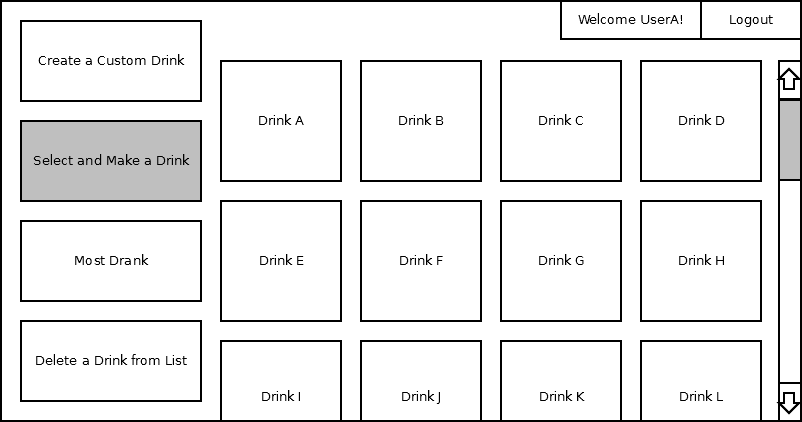 Welcome UserA!
Logout
Create a Custom Drink
Select and Make a Drink
Most Drank
Delete a Drink from List
Drink A
Drink B
Drink C
Drink D
Drink E
Drink F
Drink G
Drink H
Drink I
Drink J
Drink K
Drink L